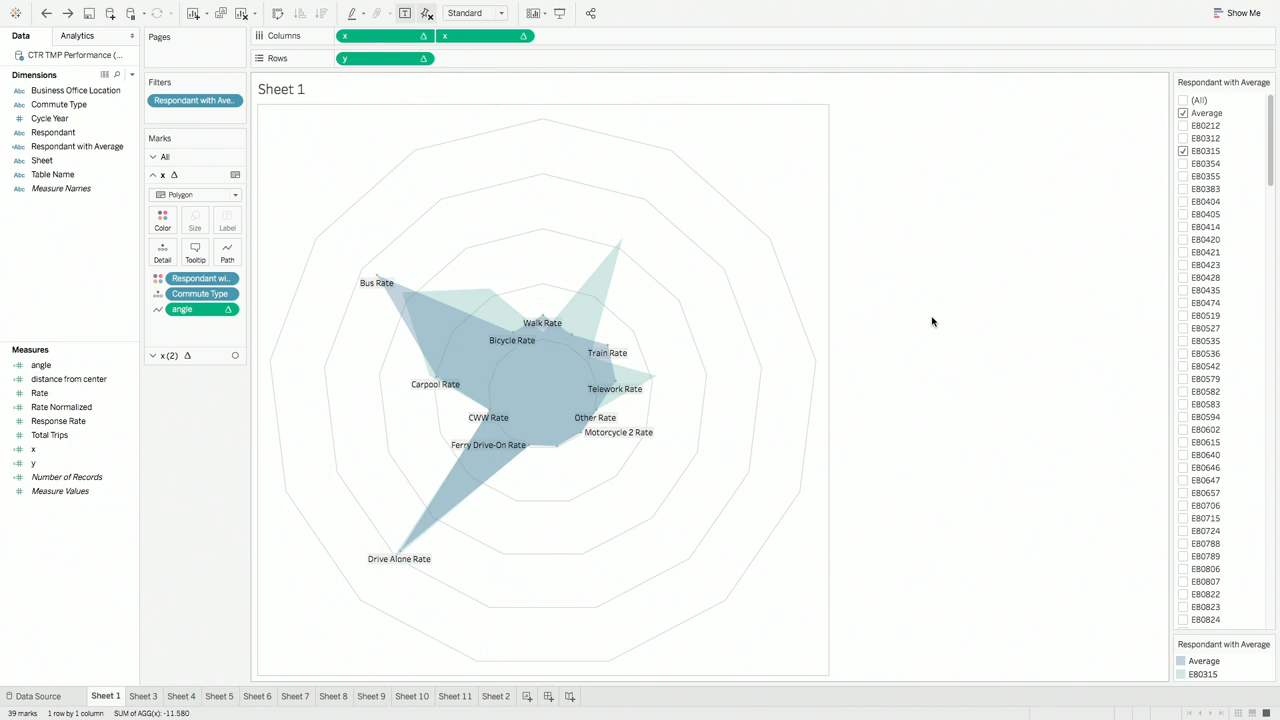 Standard
Show Me
Data
Analytics
CTR TMP Performance (...
Dimensions
Abc Business Office Location
Abc Commute Type
# Cycle Year
Abc Respondant
Abc Respondant with Average
Abc Sheet
Abc Table Name
Abc Measure Names
Measures
# angle
# distance from center
# Rate
# Rate Normalized
# Response Rate
# Total Trips
# x
# y
# Number of Records
# Measure Values
Pages
Filters
Respondant with Ave..
Marks
All
x
Polygon
Color
Size
Label
Detail
Tooltip
Path
Respondant wi..
Commute Type
angle
x (2)
Columns
x
x
Rows
y
Sheet 1
Bus Rate
Walk Rate
Bicycle Rate
Train Rate
Carpool Rate
Telework Rate
CWW Rate
Other Rate
Motorcycle 2 Rate
Ferry Drive-On Rate
Drive Alone Rate
Respondant with Average
(All)
Average
E80212
E80312
E80315
E80354
E80355
E80383
E80404
E80405
E80414
E80420
E80421
E80423
E80428
E80435
E80474
E80519
E80527
E80535
E80536
E80542
E80579
E80582
E80583
E80594
E80602
E80615
E80640
E80646
E80647
E80657
E80706
E80715
E80724
E80788
E80789
E80806
E80807
E80822
E80823
E80824
Respondant with Average
Average
E80315
Data Source
Sheet 1
Sheet 3
Sheet 4
Sheet 5
Sheet 6
Sheet 7
Sheet 8
Sheet 9
Sheet 10
Sheet 11
Sheet 2
39 marks
1 row by 1 column
SUM of AGG(x): -11.580